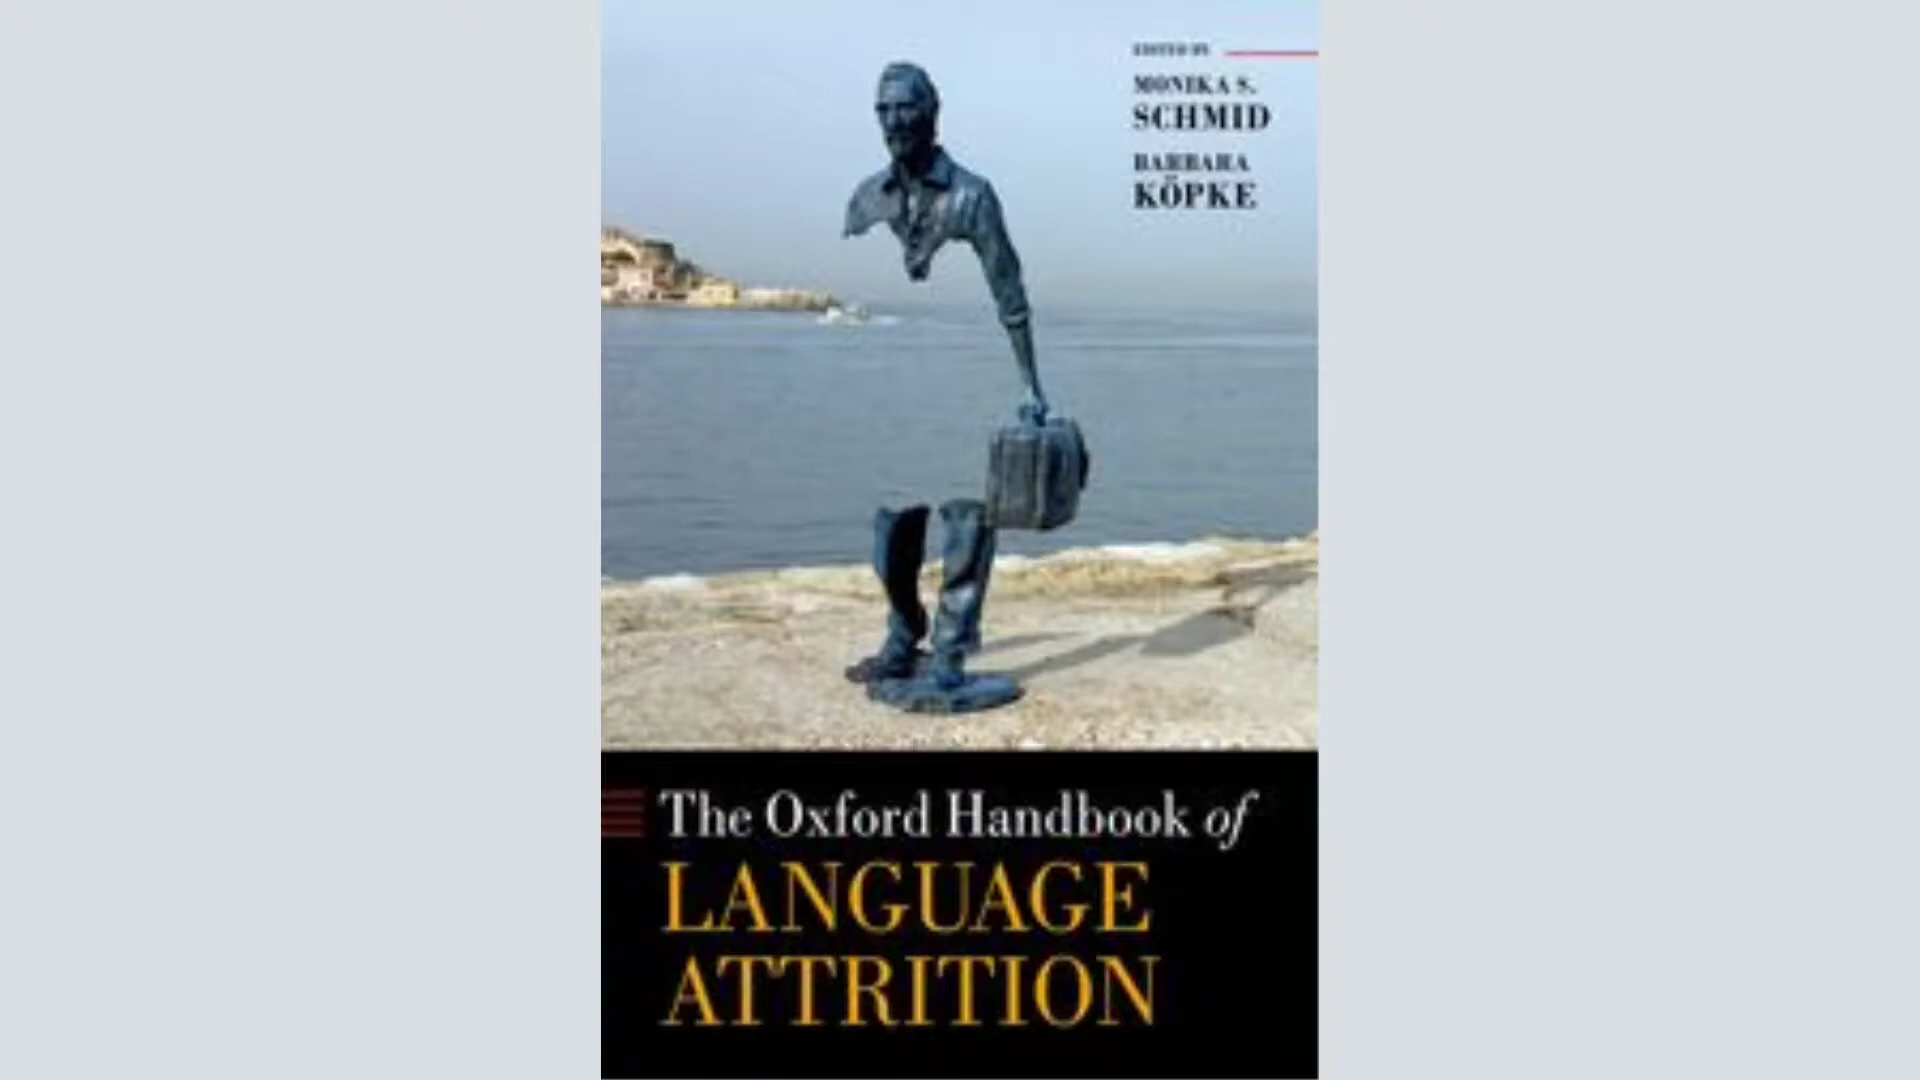 EDITED BY
MONIKA S.
SCHMID
BARBARA
KÖPKE
The Oxford Handbook of
LANGUAGE
ATTRITION